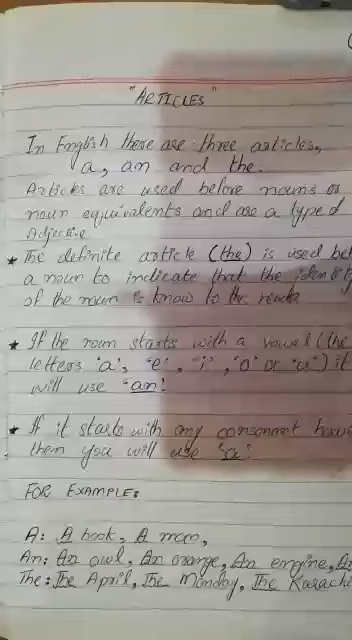 "ARTICLES"
In English there are three articles,
a, an and the.
Articles are used before nouns or
noun equivalents and are a type of
Adjective
★ The definite article (the) is used bef
a noun to indicate that the identity
of the noun is know to the reader
★ If the noun starts with a vowel (the
letters 'a', 'e', 'i', 'o' or 'u') it
will use "an!
★ If it starts with any consonant
then you will use 'a'.
FOR EXAMPLE:
A: A book, A man,
An: An owl, An orange, An engine, An
The: The April, The Monday, The Karachi